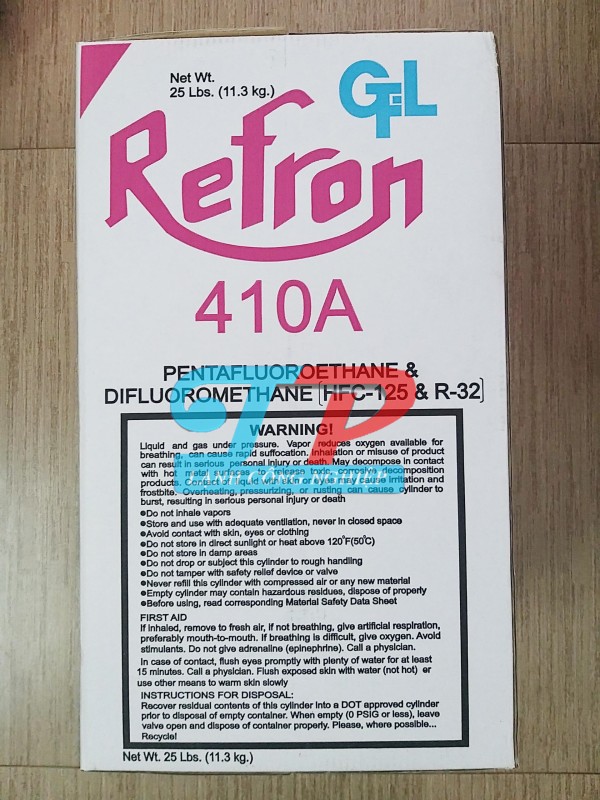 Net Wt.
25 Lbs. (11.3 kg.)
GFL
Refron
410A
PENTAFLUOROETHANE &
DIFLUOROMETHANE [HFC-125 & R-32]
TP
WARNING!
Liquid and gas under pressure. Vapor reduces oxygen available for
breathing, can cause rapid suffocation. Inhalation or misuse of product
can result in serious personal injury or death. May decompose in contact
with hot metal surfaces to release toxic, corrosive decomposition
products. Contact of liquid with skin or eyes may cause irritation and
frostbite. Overheating, pressurizing, or rusting can cause cylinder to
burst, resulting in serious personal injury or death
●Do not inhale vapors
●Store and use with adequate ventilation, never in closed space
●Avoid contact with skin, eyes or clothing
●Do not store in direct sunlight or heat above 120°F(50°C)
●Do not store in damp areas
●Do not drop or subject this cylinder to rough handling
●Do not tamper with safety relief device or valve
●Never refill this cylinder with compressed air or any new material
●Empty cylinder may contain hazardous residues, dispose of properly
●Before using, read corresponding Material Safety Data Sheet
FIRST AID
If inhaled, remove to fresh air, if not breathing, give artificial respiration,
preferably mouth-to-mouth. If breathing is difficult, give oxygen. Avoid
stimulants. Do not give adrenaline (epinephrine). Call a physician.
In case of contact, flush eyes promptly with plenty of water for at least
15 minutes. Call a physician. Flush exposed skin with water (not hot) or
use other means to warm skin slowly
INSTRUCTIONS FOR DISPOSAL:
Recover residual contents of this cylinder into a DOT approved cylinder
prior to disposal of empty container. When empty (0 PSIG or less), leave
valve open and dispose of container properly. Please, where possible...
Recycle!
Net Wt. 25 Lbs. (11.3 kg.)